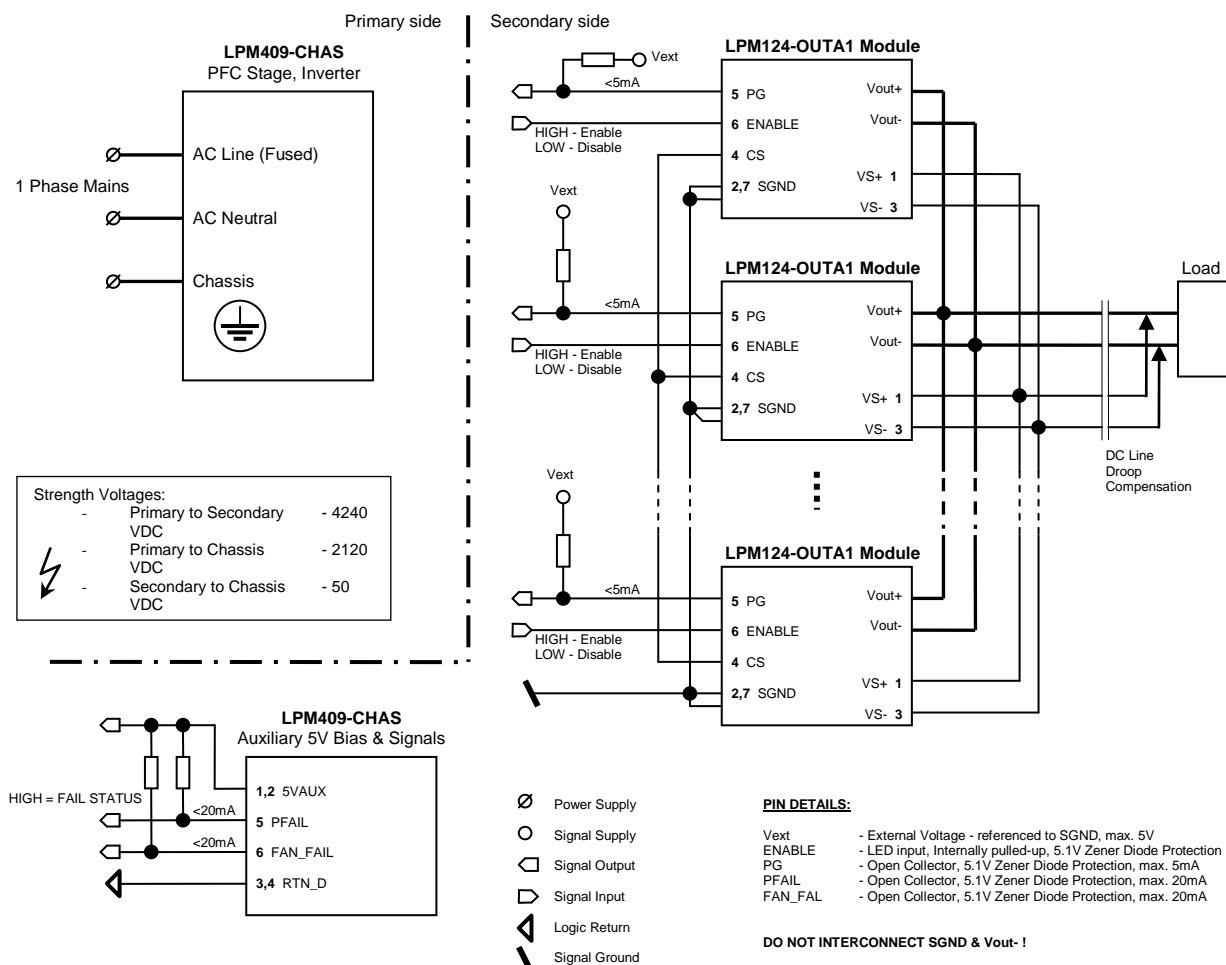 Primary side
Secondary side
LPM409-CHAS
PFC Stage, Inverter
AC Line (Fused)
1 Phase Mains
AC Neutral
Chassis
Strength Voltages:
- Primary to Secondary - 4240
VDC
- Primary to Chassis - 2120
VDC
- Secondary to Chassis - 50
VDC
LPM409-CHAS
Auxiliary 5V Bias & Signals
1,2 5VAUX
HIGH = FAIL STATUS
<20mA
5 PFAIL
<20mA
6 FAN_FAIL
3,4 RTN_D
LPM124-OUTA1 Module
Vext
<5mA
5 PG
Vout+
6 ENABLE
Vout-
HIGH - Enable
LOW - Disable
4 CS
VS+ 1
2,7 SGND
VS- 3
Vext
LPM124-OUTA1 Module
Load
<5mA
5 PG
Vout+
6 ENABLE
Vout-
HIGH - Enable
LOW - Disable
4 CS
VS+ 1
2,7 SGND
VS- 3
DC Line
Droop
Compensation
Vext
LPM124-OUTA1 Module
<5mA
5 PG
Vout+
6 ENABLE
Vout-
HIGH - Enable
LOW - Disable
4 CS
VS+ 1
2,7 SGND
VS- 3
Power Supply
Signal Supply
Signal Output
Signal Input
Logic Return
Signal Ground
PIN DETAILS:
Vext - External Voltage - referenced to SGND, max. 5V
ENABLE - LED input, Internally pulled-up, 5.1V Zener Diode Protection
PG - Open Collector, 5.1V Zener Diode Protection, max. 5mA
PFAIL - Open Collector, 5.1V Zener Diode Protection, max. 20mA
FAN_FAL - Open Collector, 5.1V Zener Diode Protection, max. 20mA
DO NOT INTERCONNECT SGND & Vout- !